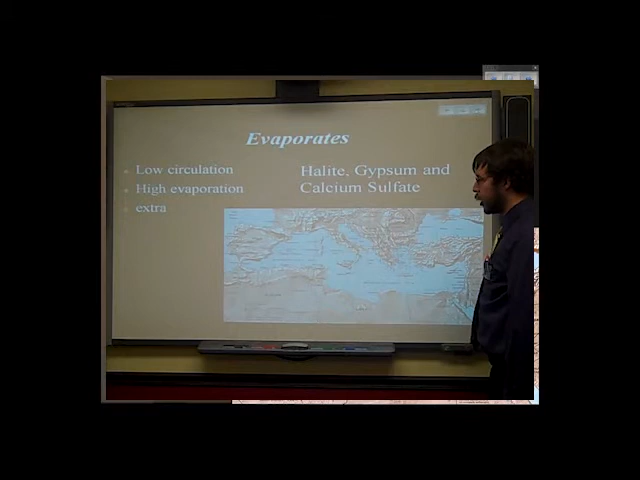 Evaporates
Low circulation
High evaporation
extra
Halite, Gypsum and
Calcium Sulfate